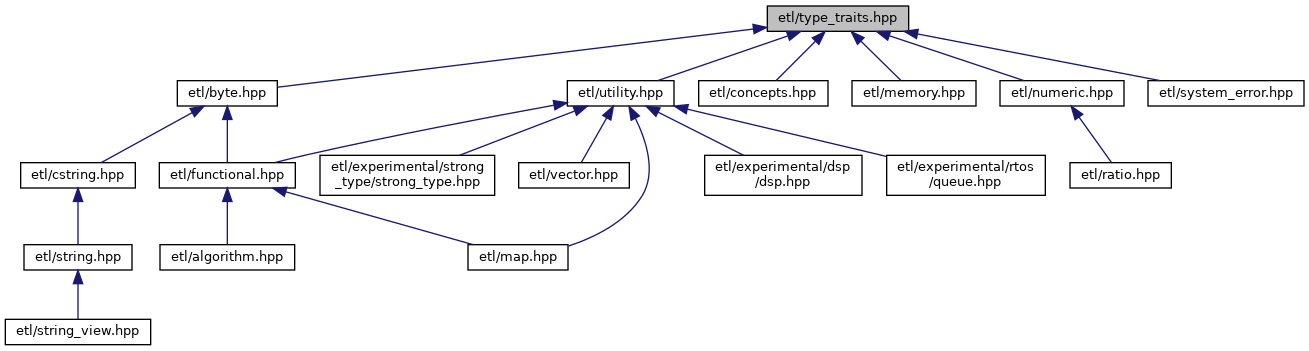 etl/type_traits.hpp
etl/byte.hpp
etl/utility.hpp
etl/concepts.hpp
etl/memory.hpp
etl/numeric.hpp
etl/system_error.hpp
etl/cstring.hpp
etl/functional.hpp
etl/experimental/strong
_type/strong_type.hpp
etl/vector.hpp
etl/experimental/dsp
/dsp.hpp
etl/experimental/rtos
/queue.hpp
etl/ratio.hpp
etl/string.hpp
etl/algorithm.hpp
etl/map.hpp
etl/string_view.hpp